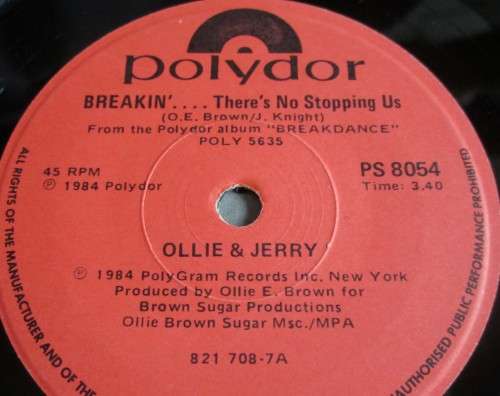 polydor
BREAKIN'.... There's No Stopping Us
(O.E. Brown/J. Knight)
From the Polydor album "BREAKDANCE"
POLY 5635
45 RPM
℗ 1984 Polydor
PS 8054
Time: 3.40
OLLIE & JERRY
℗ 1984 PolyGram Records Inc. New York
Produced by Ollie E. Brown for
Brown Sugar Productions
Ollie Brown Sugar Msc./MPA
821 708-7A
ALL RIGHTS OF THE MANUFACTURER AND OF THE
UNAUTHORISED PUBLIC PERFORMANCE PROHIBITED